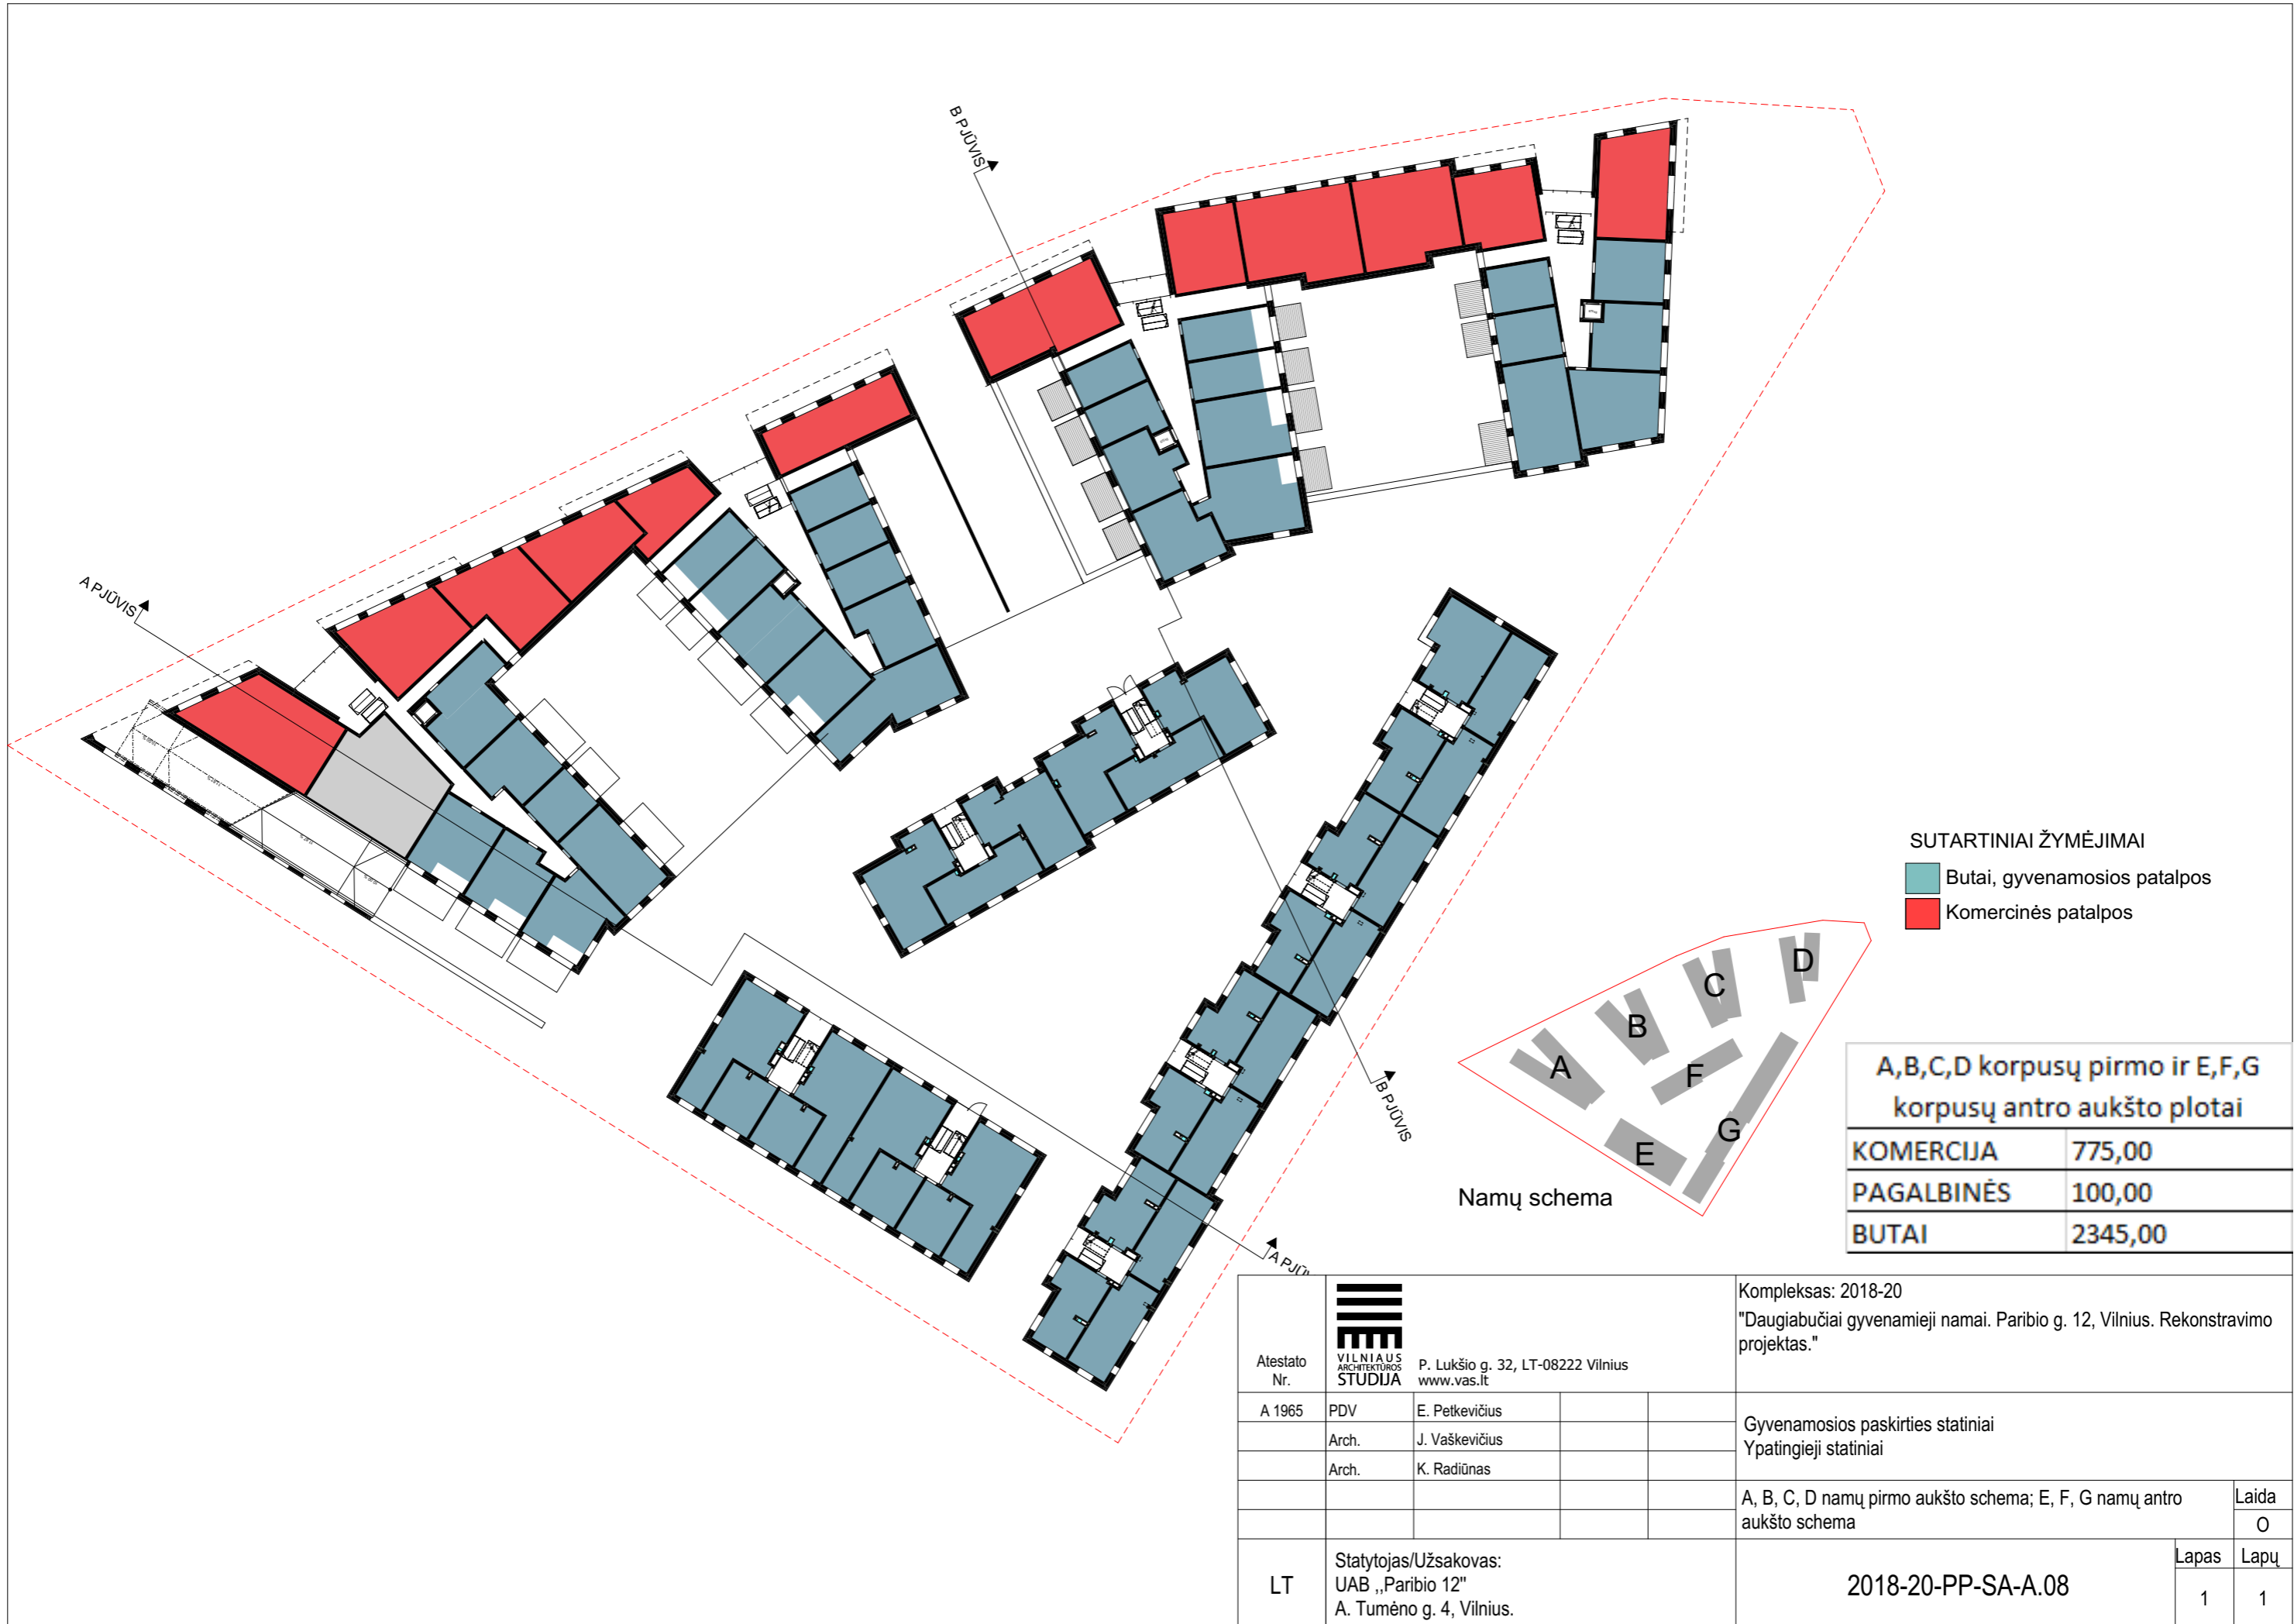 B PJŪVIS
A PJŪVIS
B PJŪVIS
A PJŪV
SUTARTINIAI ŽYMĖJIMAI
Butai, gyvenamosios patalpos
Komercinės patalpos
A
B
C
D
E
F
G
Namų schema
A,B,C,D korpusų pirmo ir E,F,G
korpusų antro aukšto plotai
KOMERCIJA 775,00
PAGALBINĖS 100,00
BUTAI 2345,00
Atestato
Nr.
VILNIAUS
ARCHITEKTŪROS
STUDIJA
P. Lukšio g. 32, LT-08222 Vilnius
www.vas.lt
Kompleksas: 2018-20
"Daugiabučiai gyvenamieji namai. Paribio g. 12, Vilnius. Rekonstravimo
projektas."
A 1965 PDV E. Petkevičius
Arch. J. Vaškevičius
Arch. K. Radiūnas
Gyvenamosios paskirties statiniai
Ypatingieji statiniai
A, B, C, D namų pirmo aukšto schema; E, F, G namų antro
aukšto schema
Laida
O
LT
Statytojas/Užsakovas:
UAB ,,Paribio 12"
A. Tumėno g. 4, Vilnius.
2018-20-PP-SA-A.08
Lapas Lapų
1 1